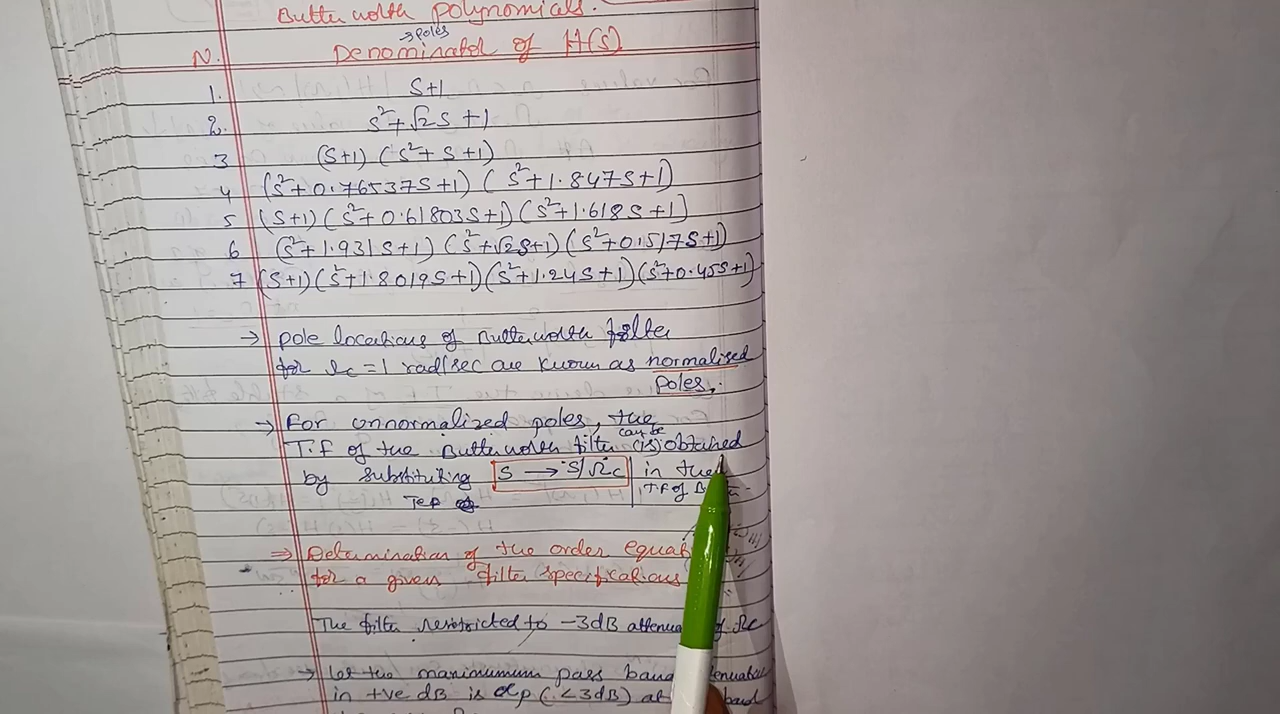 Butterworth polynomials.
→ Poles
N. Denominator of H(s)
1. S+1
2. s²+√2s+1
3 (S+1) (s²+s+1)
4 (s²+0.76537s+1) (s²+1.847s+1)
5 (S+1) (s²+0.61803s+1) (s²+1.618s+1)
6 (s²+1.931s+1) (s²+√2s+1) (s²+0.517s+1)
7 (S+1) (s²+1.8019s+1) (s²+1.24s+1) (s²+0.45s+1)
→ pole locations of Butterworth filter
for Ωc = 1 rad/sec are known as normalised
Poles,.
→ For unnormalized poles, the
can be
T.F of the Butterworth filter (is) obtained
by substituting S → S/Ωc in the
T.F of
⇒ Determination of the order
for a given filter specifications
The filter restricted to -3dB of Ωc
→ Let the pass band
in +ve dB is αp (<3dB) at band